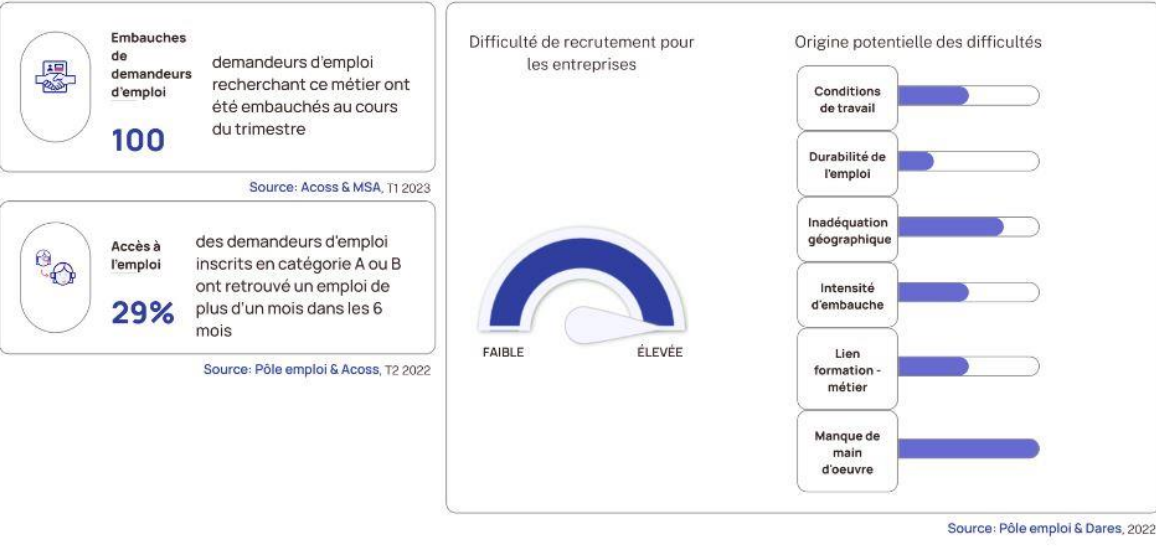 Embauches
de
demandeurs
d'emploi
100
demandeurs d'emploi
recherchant ce métier ont
été embauchés au cours
du trimestre
Source: Acoss & MSA, T1 2023
Accès à
l'emploi
29%
des demandeurs d'emploi
inscrits en catégorie A ou B
ont retrouvé un emploi de
plus d'un mois dans les 6
mois
Source: Pôle emploi & Acoss, T2 2022
Difficulté de recrutement pour
les entreprises
FAIBLE
ÉLEVÉE
Origine potentielle des difficultés
Conditions
de travail
Durabilité de
l'emploi
Inadéquation
géographique
Intensité
d'embauche
Lien
formation -
métier
Manque de
main
d'oeuvre
Source: Pôle emploi & Dares, 2022